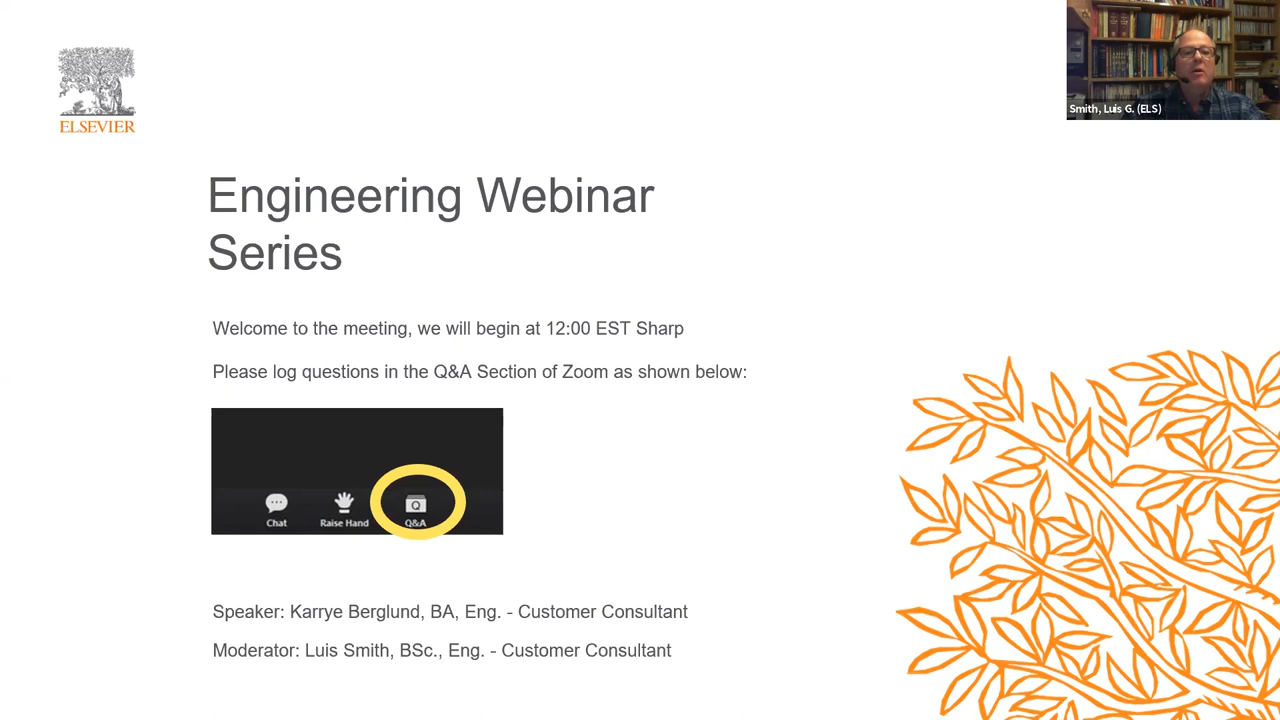 ELSEVIER
Smith, Luis G. (ELS)
Engineering Webinar
Series
Welcome to the meeting, we will begin at 12:00 EST Sharp
Please log questions in the Q&A Section of Zoom as shown below:
Chat
Raise Hand
Q
Q&A
Speaker: Karrye Berglund, BA, Eng. - Customer Consultant
Moderator: Luis Smith, BSc., Eng. - Customer Consultant